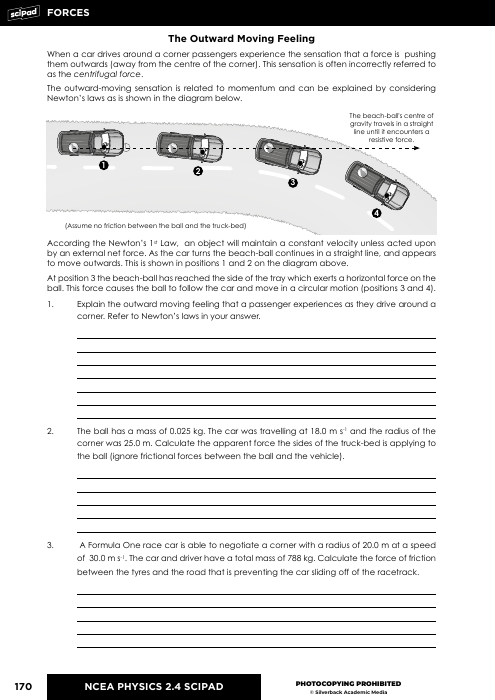 scipad FORCES
The Outward Moving Feeling
When a car drives around a corner passengers experience the sensation that a force is pushing
them outwards (away from the centre of the corner). This sensation is often incorrectly referred to
as the centrifugal force.
The outward-moving sensation is related to momentum and can be explained by considering
Newton's laws as is shown in the diagram below.
The beach-ball's centre of
gravity travels in a straight
line until it encounters a
resistive force.
1
2
3
4
(Assume no friction between the ball and the truck-bed)
According the Newton's 1st Law, an object will maintain a constant velocity unless acted upon
by an external net force. As the car turns the beach-ball continues in a straight line, and appears
to move outwards. This is shown in positions 1 and 2 on the diagram above.
At position 3 the beach-ball has reached the side of the tray which exerts a horizontal force on the
ball. This force causes the ball to follow the car and move in a circular motion (positions 3 and 4).
1. Explain the outward moving feeling that a passenger experiences as they drive around a
corner. Refer to Newton's laws in your answer.
2. The ball has a mass of 0.025 kg. The car was travelling at 18.0 m s-1 and the radius of the
corner was 25.0 m. Calculate the apparent force the sides of the truck-bed is applying to
the ball (ignore frictional forces between the ball and the vehicle).
3. A Formula One race car is able to negotiate a corner with a radius of 20.0 m at a speed
of 30.0 m s-1. The car and driver have a total mass of 788 kg. Calculate the force of friction
between the tyres and the road that is preventing the car sliding off of the racetrack.
170 NCEA PHYSICS 2.4 SCIPAD PHOTOCOPYING PROHIBITED
© Silverback Academic Media